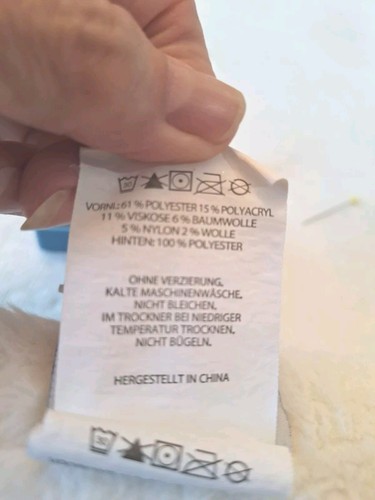 VORN.: 61 % POLYESTER 15 % POLYACRYL
11 % VISKOSE 6 % BAUMWOLLE
5 % NYLON 2 % WOLLE
HINTEN: 100 % POLYESTER
OHNE VERZIERUNG.
KALTE MASCHINENWÄSCHE.
NICHT BLEICHEN.
IM TROCKNER BEI NIEDRIGER
TEMPERATUR TROCKNEN.
NICHT BÜGELN.
HERGESTELLT IN CHINA